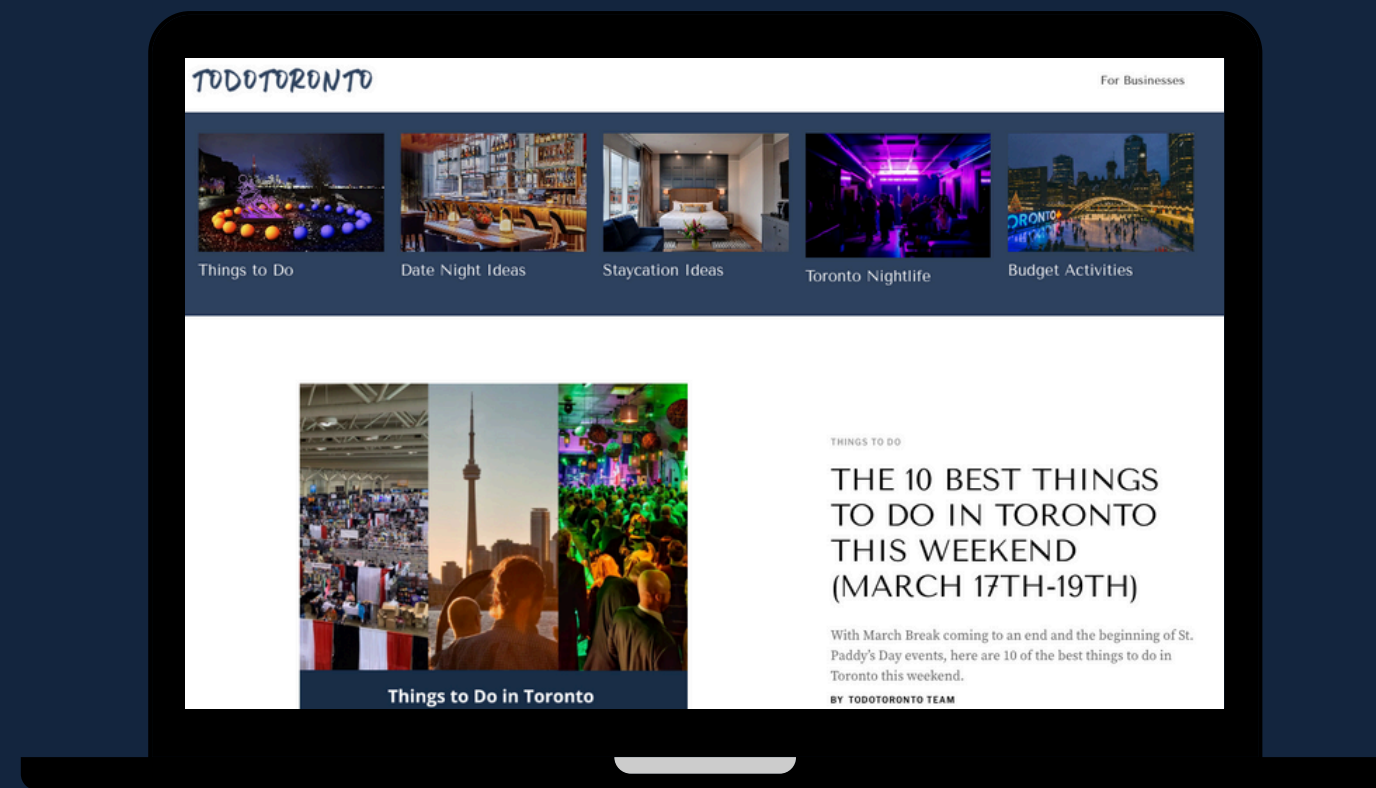 TODOTORONTO
For Businesses
Things to Do
Date Night Ideas
Staycation Ideas
Toronto Nightlife
Budget Activities
ORONTO
THINGS TO DO
THE 10 BEST THINGS
TO DO IN TORONTO
THIS WEEKEND
(MARCH 17TH-19TH)
With March Break coming to an end and the beginning of St.
Paddy's Day events, here are 10 of the best things to do in
Toronto this weekend.
BY TODOTORONTO TEAM
Things to Do in Toronto